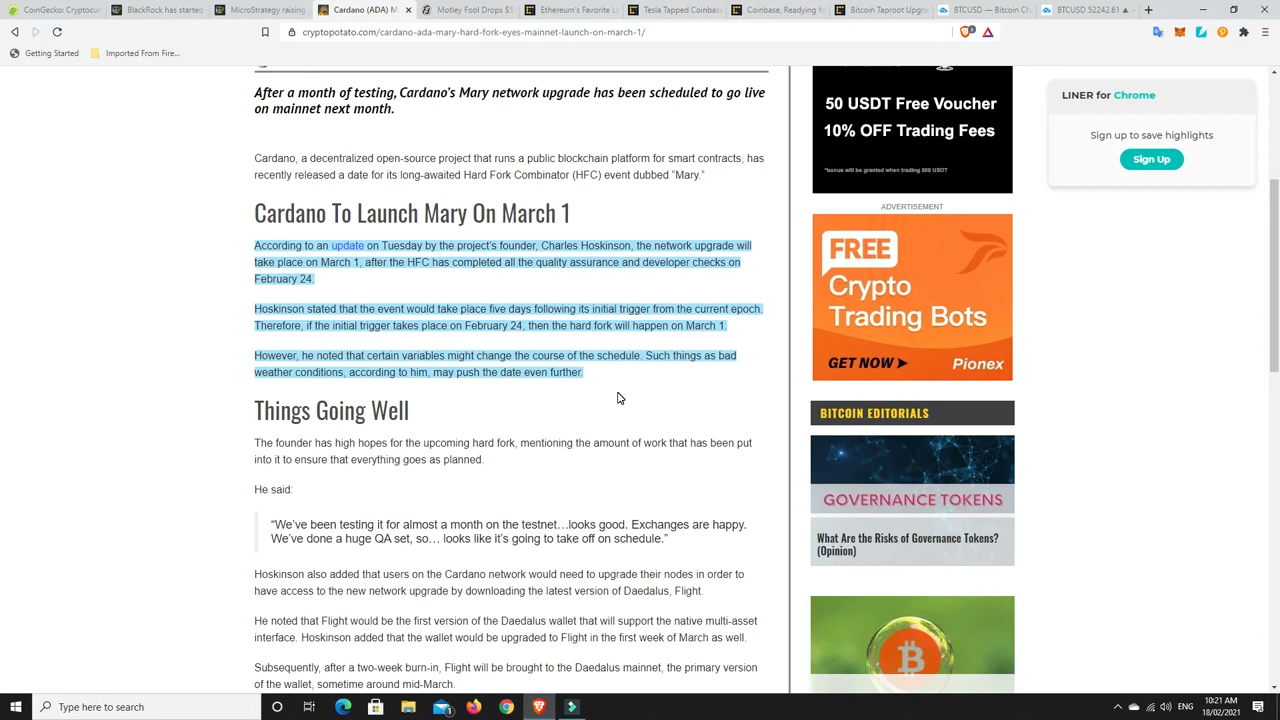 CoinGecko: Cryptocur
BlackRock has started
MicroStrategy raising
Cardano (ADA) M
Motley Fool Drops $5
Ethereum's Favorite L
Tesla Tapped Coinbase
Coinbase, Readying fo
Bitcoin Taproot Upgra
BTCUSD — Bitcoin Ch
BTCUSD 52242.61 ▲
cryptopotato.com/cardano-ada-mary-hard-fork-eyes-mainnet-launch-on-march-1/
Getting Started
Imported From Fire...
After a month of testing, Cardano's Mary network upgrade has been scheduled to go live
on mainnet next month.
Cardano, a decentralized open-source project that runs a public blockchain platform for smart contracts, has
recently released a date for its long-awaited Hard Fork Combinator (HFC) event dubbed “Mary.”
Cardano To Launch Mary On March 1
According to an update on Tuesday by the project's founder, Charles Hoskinson, the network upgrade will
take place on March 1, after the HFC has completed all the quality assurance and developer checks on
February 24.
Hoskinson stated that the event would take place five days following its initial trigger from the current epoch.
Therefore, if the initial trigger takes place on February 24, then the hard fork will happen on March 1.
However, he noted that certain variables might change the course of the schedule. Such things as bad
weather conditions, according to him, may push the date even further.
Things Going Well
The founder has high hopes for the upcoming hard fork, mentioning the amount of work that has been put
into it to ensure that everything goes as planned.
He said:
“We've been testing it for almost a month on the testnet…looks good. Exchanges are happy.
We've done a huge QA set, so… looks like it's going to take off on schedule.”
Hoskinson also added that users on the Cardano network would need to upgrade their nodes in order to
have access to the new network upgrade by downloading the latest version of Daedalus, Flight.
He noted that Flight would be the first version of the Daedalus wallet that will support the native multi-asset
interface. Hoskinson added that the wallet would be upgraded to Flight in the first week of March as well.
Subsequently, after a two-week burn-in, Flight will be brought to the Daedalus mainnet, the primary version
of the wallet, sometime around mid-March.
50 USDT Free Voucher
10% OFF Trading Fees
*bonus will be granted when trading 500 USDT
ADVERTISEMENT
FREE
Crypto
Trading Bots
GET NOW ➤
Pionex
BITCOIN EDITORIALS
GOVERNANCE TOKENS
What Are the Risks of Governance Tokens?
(Opinion)
LINER for Chrome
Sign up to save highlights
Sign Up
Type here to search
ENG
10:21 AM
18/02/2021